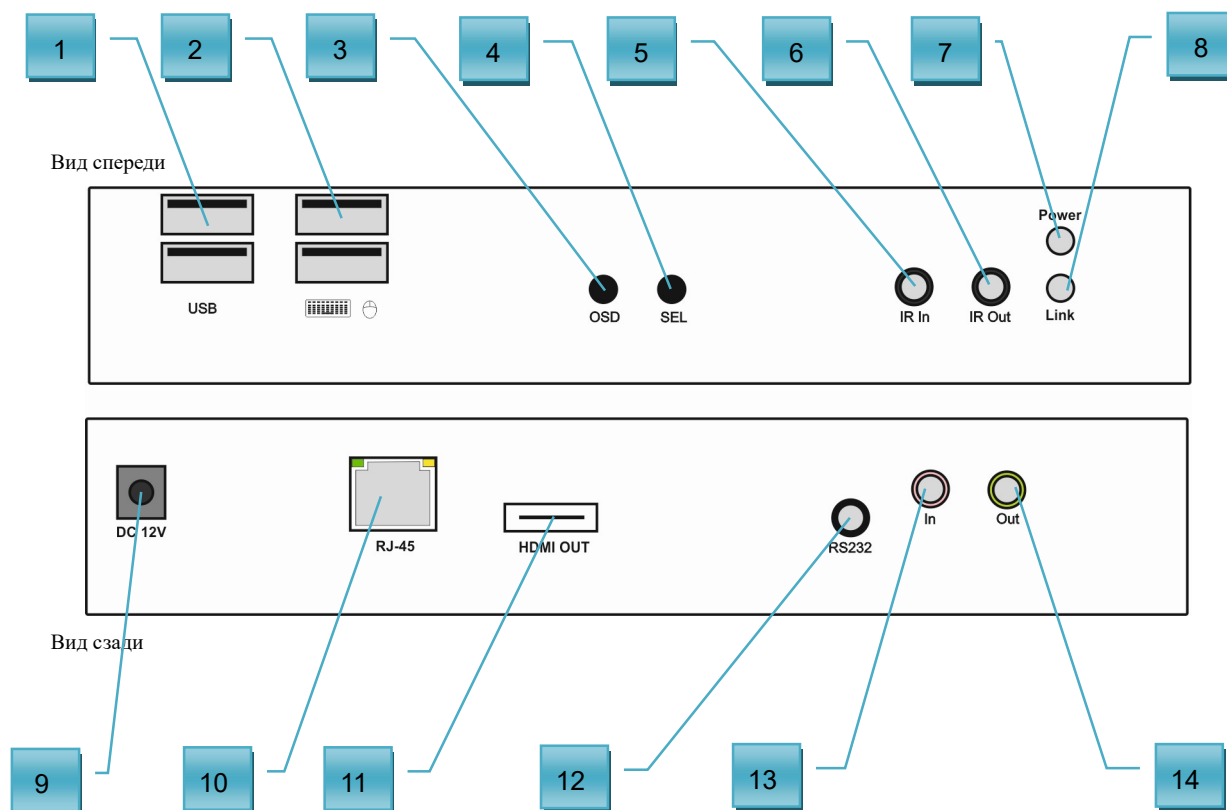 1 2 3 4 5 6 7 8
Вид спереди
Power
USB
OSD SEL IR In IR Out Link
DC 12V
RJ-45
HDMI OUT
RS232
In Out
Вид сзади
9 10 11 12 13 14